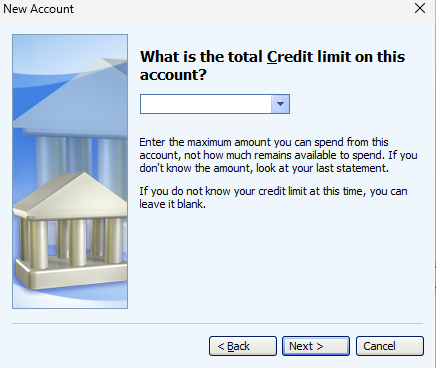 New Account
What is the total Credit limit on this
account?
Enter the maximum amount you can spend from this
account, not how much remains available to spend. If you
don't know the amount, look at your last statement.
If you do not know your credit limit at this time, you can
leave it blank.
< Back
Next >
Cancel